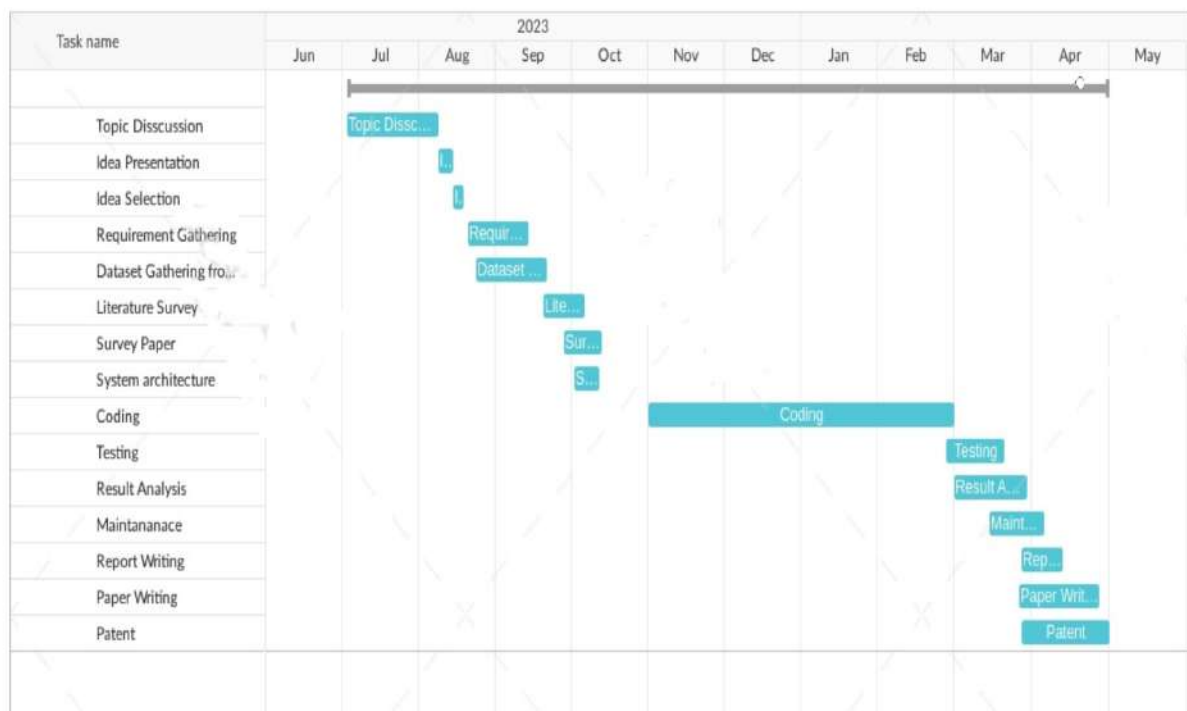 2023
Task name
Jun Jul Aug Sep Oct Nov Dec Jan Feb Mar Apr May
Topic Disscussion Topic Dissc...
Idea Presentation I...
Idea Selection I.
Requirement Gathering Requir...
Dataset Gathering fro... Dataset ...
Literature Survey Lite...
Survey Paper Sur...
System architecture S...
Coding Coding
Testing Testing
Result Analysis Result A...
Maintananace Maint...
Report Writing Rep...
Paper Writing Paper Writ...
Patent Patent